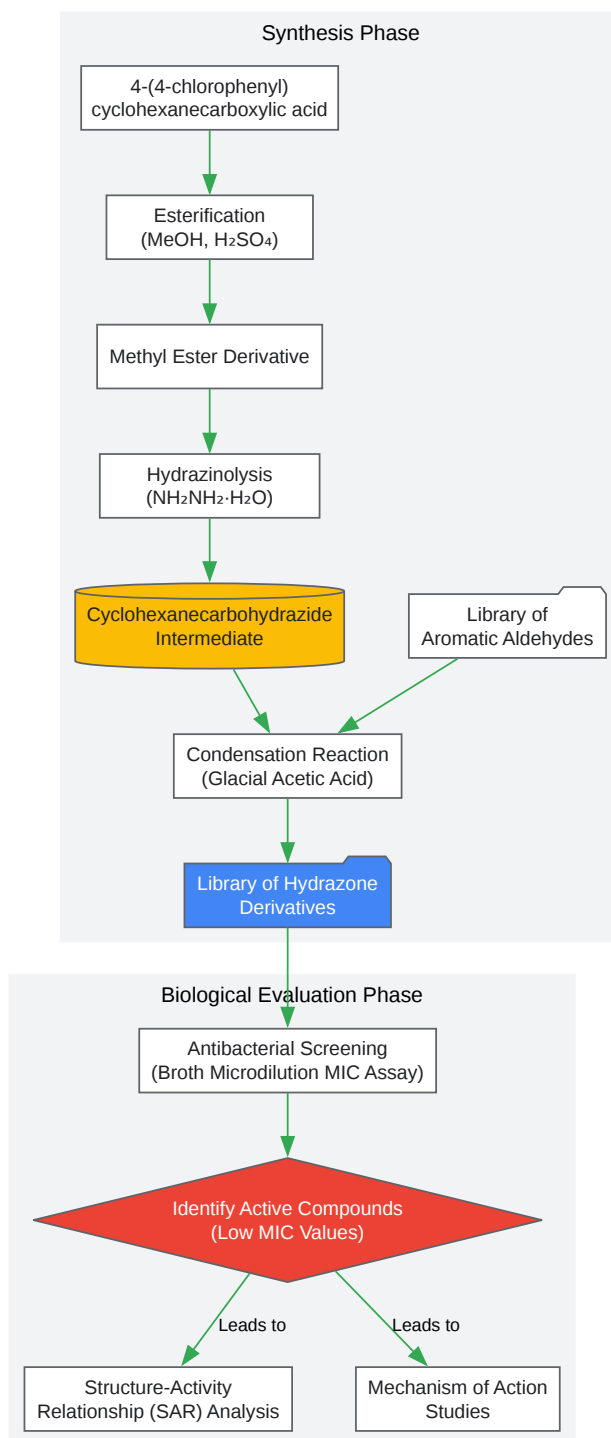 Synthesis Phase
4-(4-chlorophenyl)
cyclohexanecarboxylic acid
Esterification
(MeOH, H₂SO₄)
Methyl Ester Derivative
Hydrazinolysis
(NH₂NH₂·H₂O)
Cyclohexanecarbohydrazide
Intermediate
Library of
Aromatic Aldehydes
Condensation Reaction
(Glacial Acetic Acid)
Library of Hydrazone
Derivatives
Biological Evaluation Phase
Antibacterial Screening
(Broth Microdilution MIC Assay)
Identify Active Compounds
(Low MIC Values)
Leads to
Leads to
Structure-Activity
Relationship (SAR) Analysis
Mechanism of Action
Studies